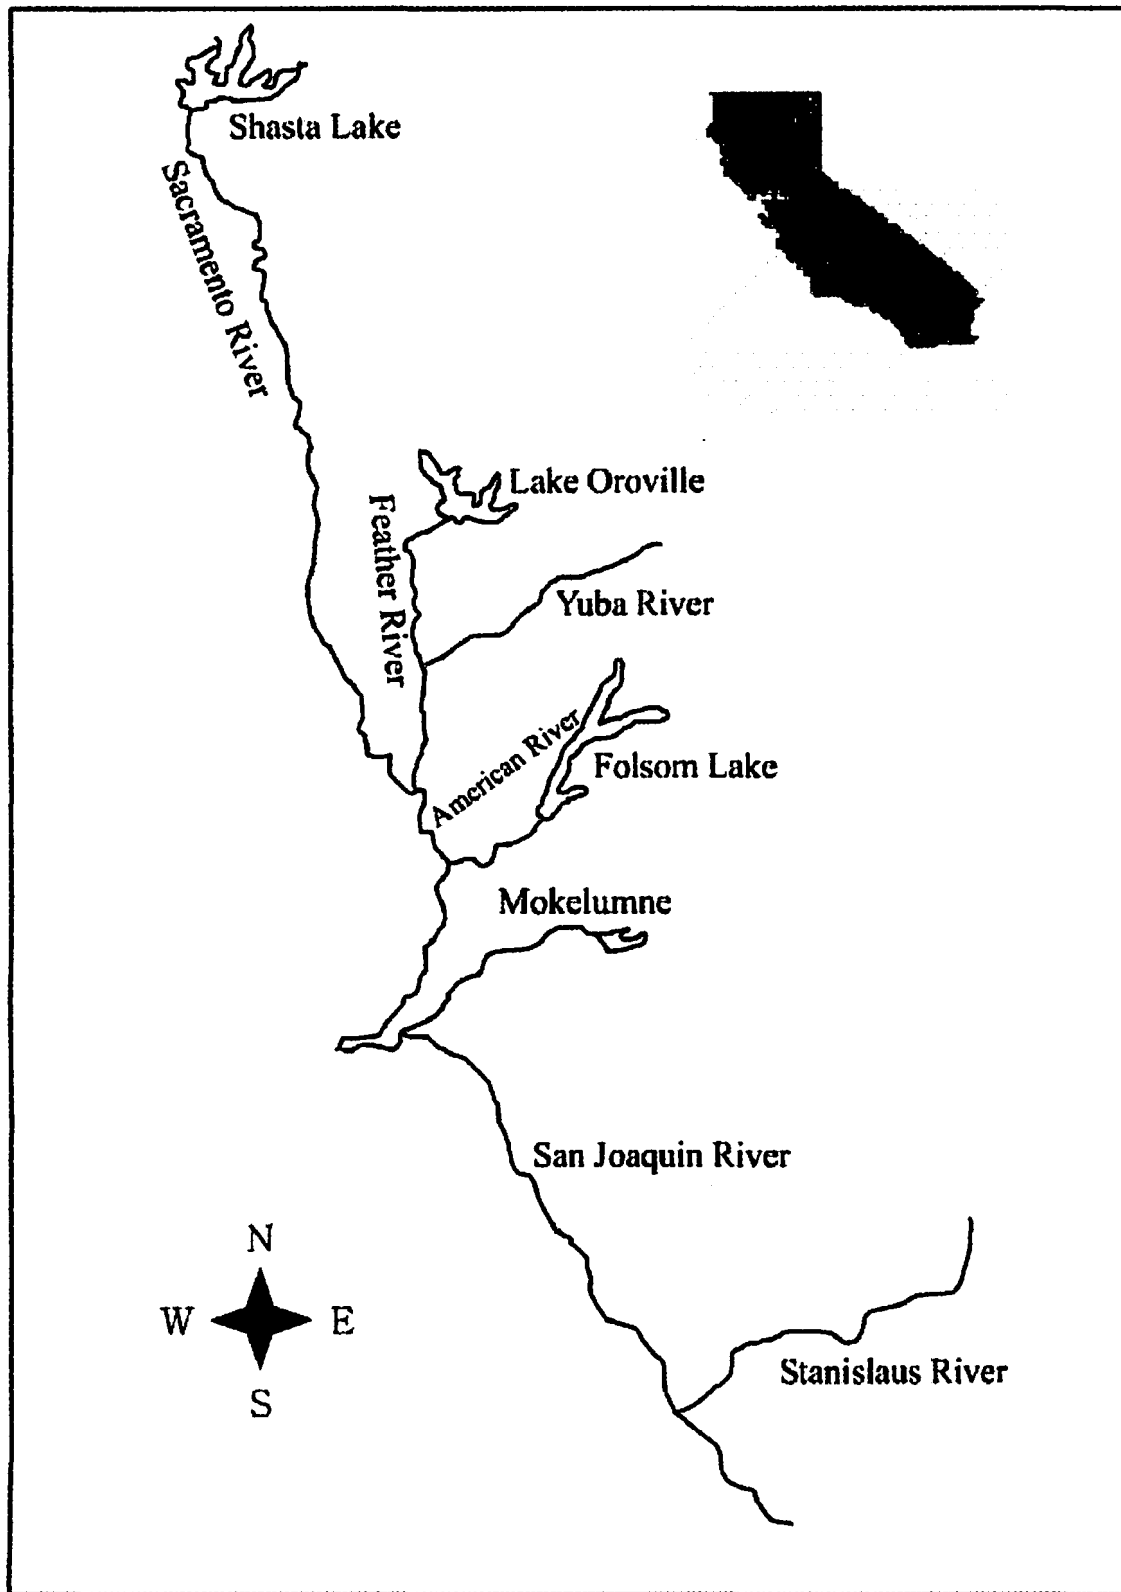 Shasta Lake
Sacramento River
Lake Oroville
Feather River
Yuba River
American River
Folsom Lake
Mokelumne
San Joaquin River
N
W E
S
Stanislaus River